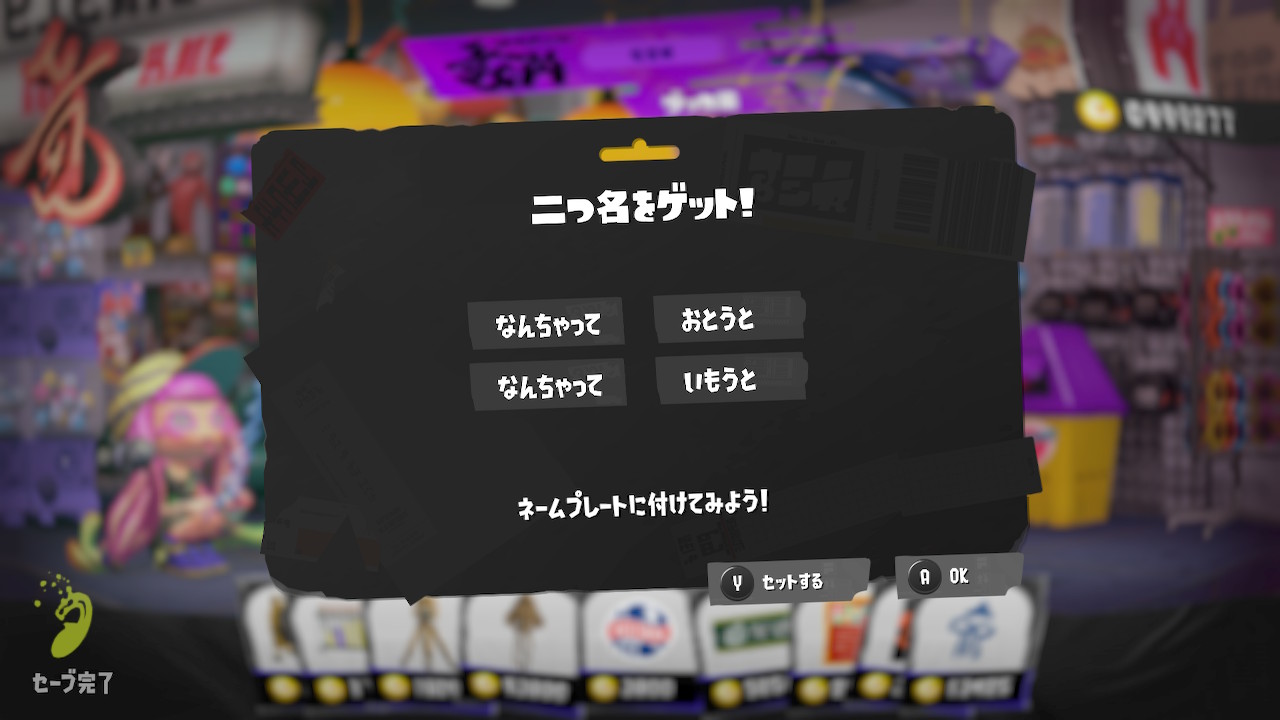 二つ名をゲット!
なんちゃって おとうと
なんちゃって いもうと
ネームプレートに付けてみよう!
Y セットする A OK
セーブ完了